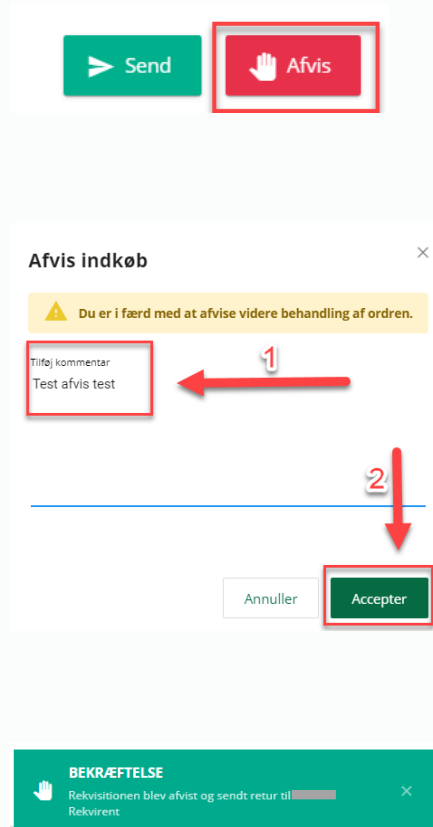 Send
Afvis
Afvis indkøb
Du er i færd med at afvise videre behandling af ordren.
Tilføj kommentar
Test afvis test
1
2
Annuller
Accepter
BEKRÆFTELSE
Rekvisitionen blev afvist og sendt retur til
Rekvirent